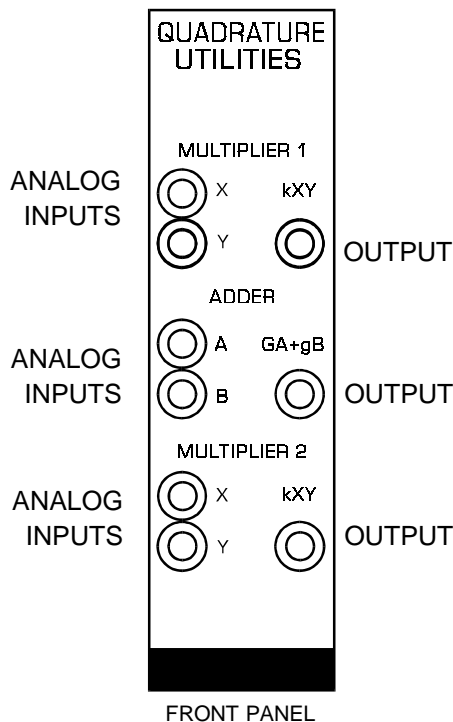 QUADRATURE
UTILITIES
MULTIPLIER 1
ANALOG
INPUTS
X
kXY
Y
OUTPUT
ADDER
ANALOG
INPUTS
A
GA+gB
B
OUTPUT
MULTIPLIER 2
ANALOG
INPUTS
X
kXY
Y
OUTPUT
FRONT PANEL